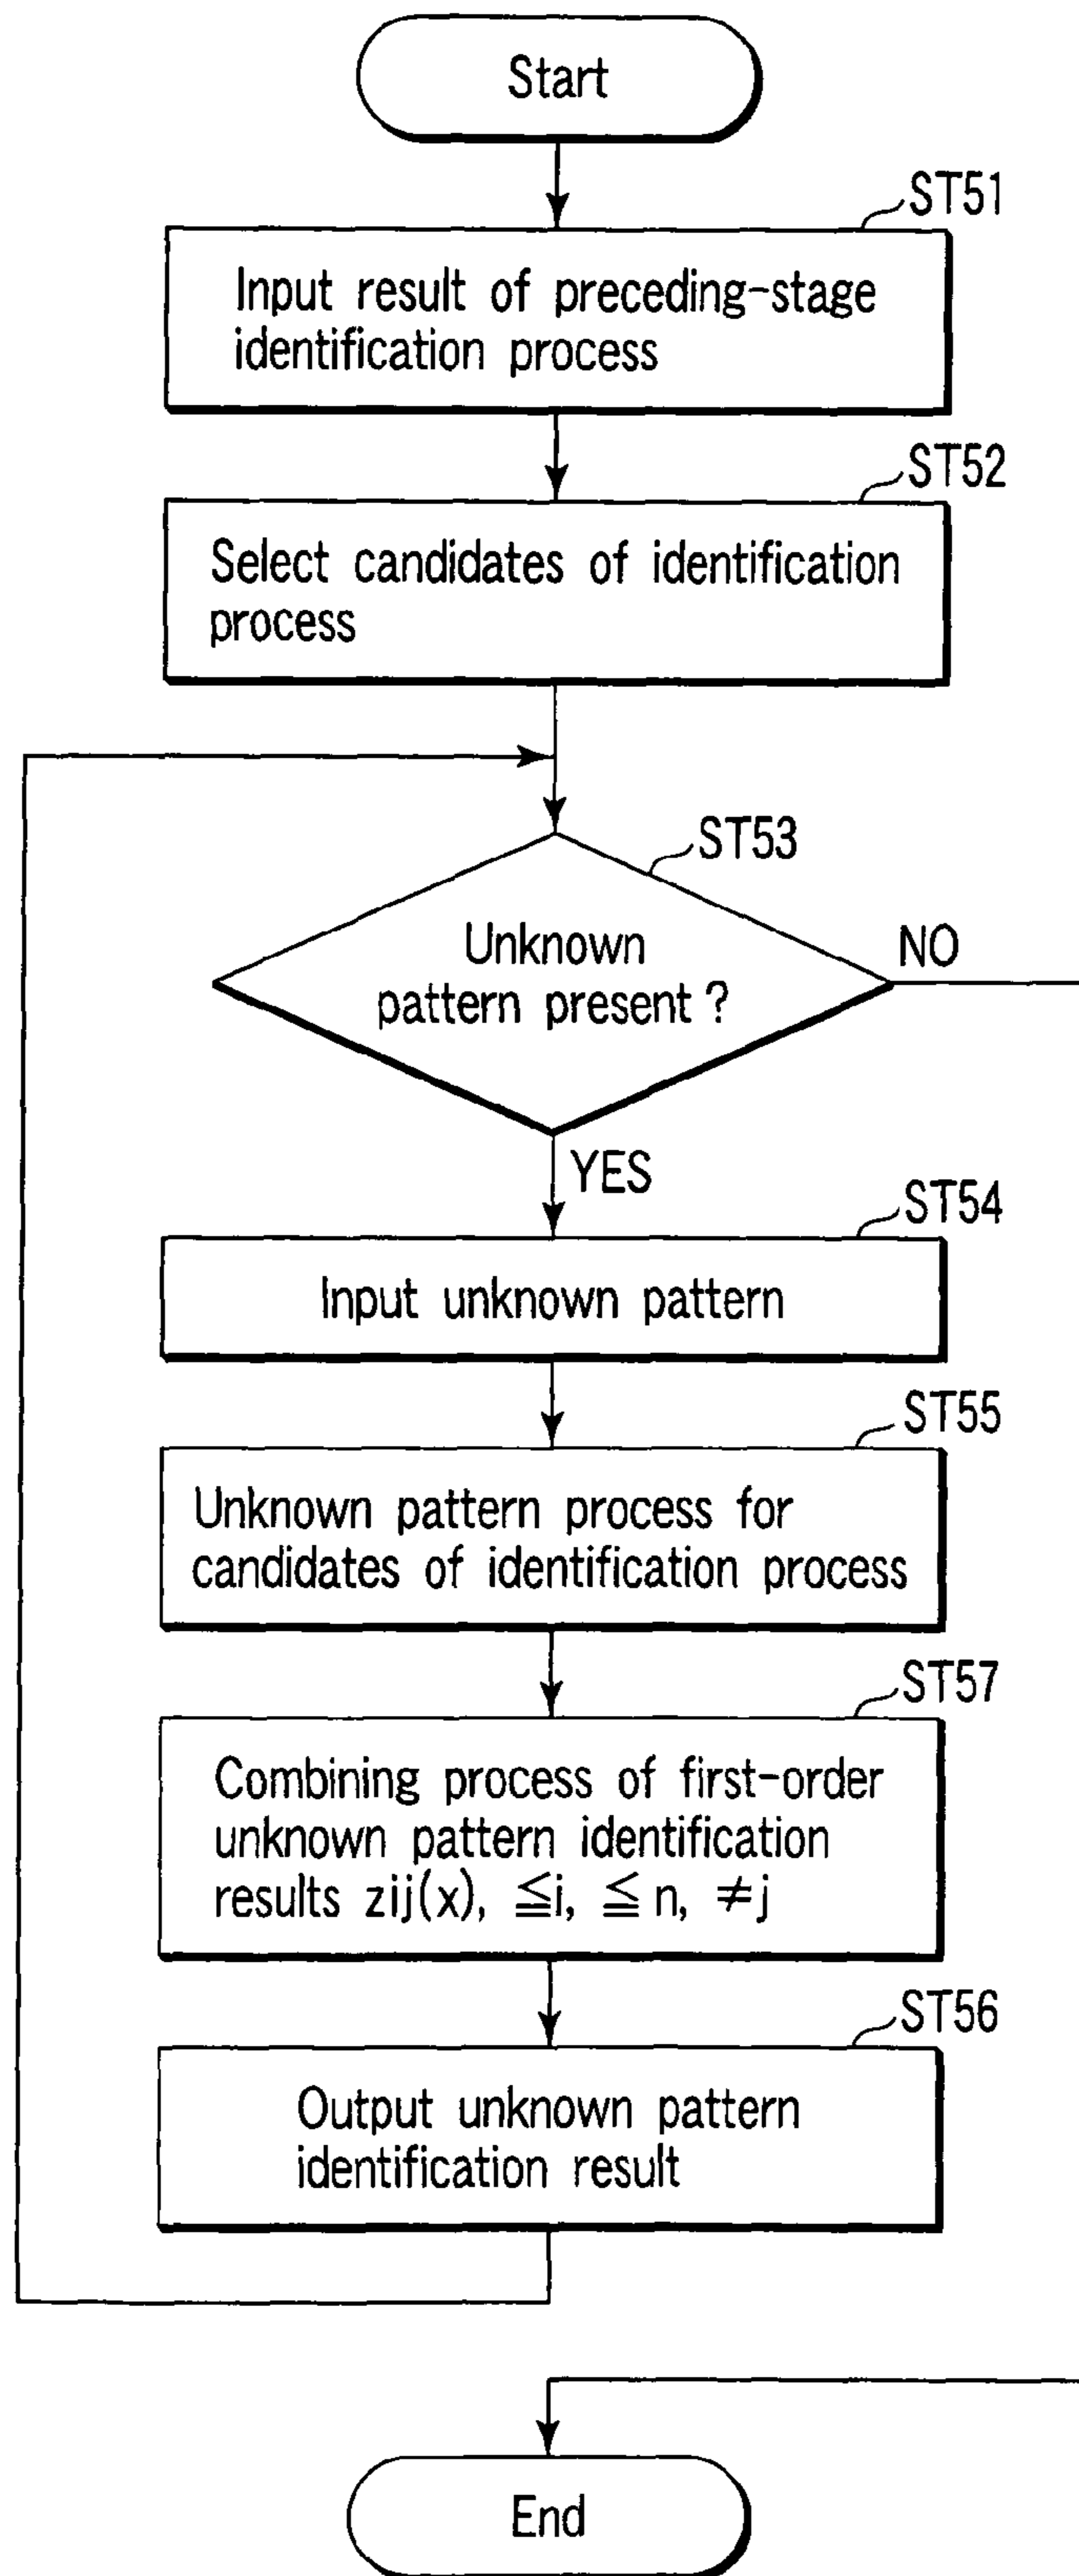 Start
ST51
Input result of preceding-stage
identification process
ST52
Select candidates of identification
process
ST53
Unknown
pattern present ?
NO
YES
ST54
Input unknown pattern
ST55
Unknown pattern process for
candidates of identification process
ST57
Combining process of first-order
unknown pattern identification
results zij(x), ≦i, ≦ n, ≠j
ST56
Output unknown pattern
identification result
End